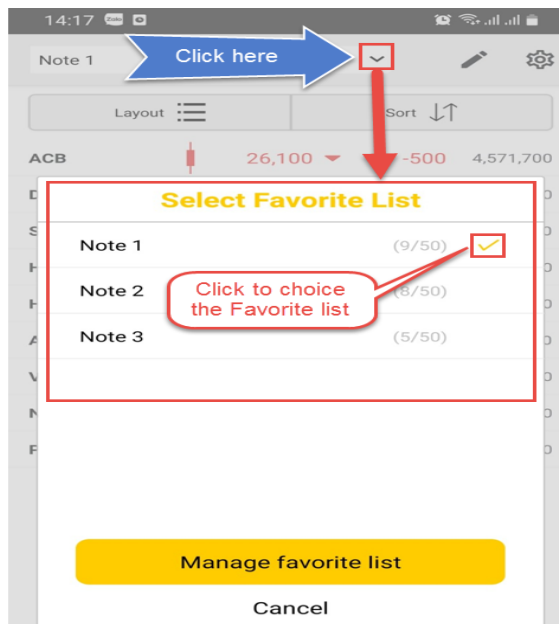 14:17 Zalo
Note 1
Click here
Layout
Sort
ACB 26,100 -500 4,571,700
Select Favorite List
Note 1 (9/50)
Note 2 (8/50)
Click to choice
the Favorite list
Note 3 (5/50)
Manage favorite list
Cancel